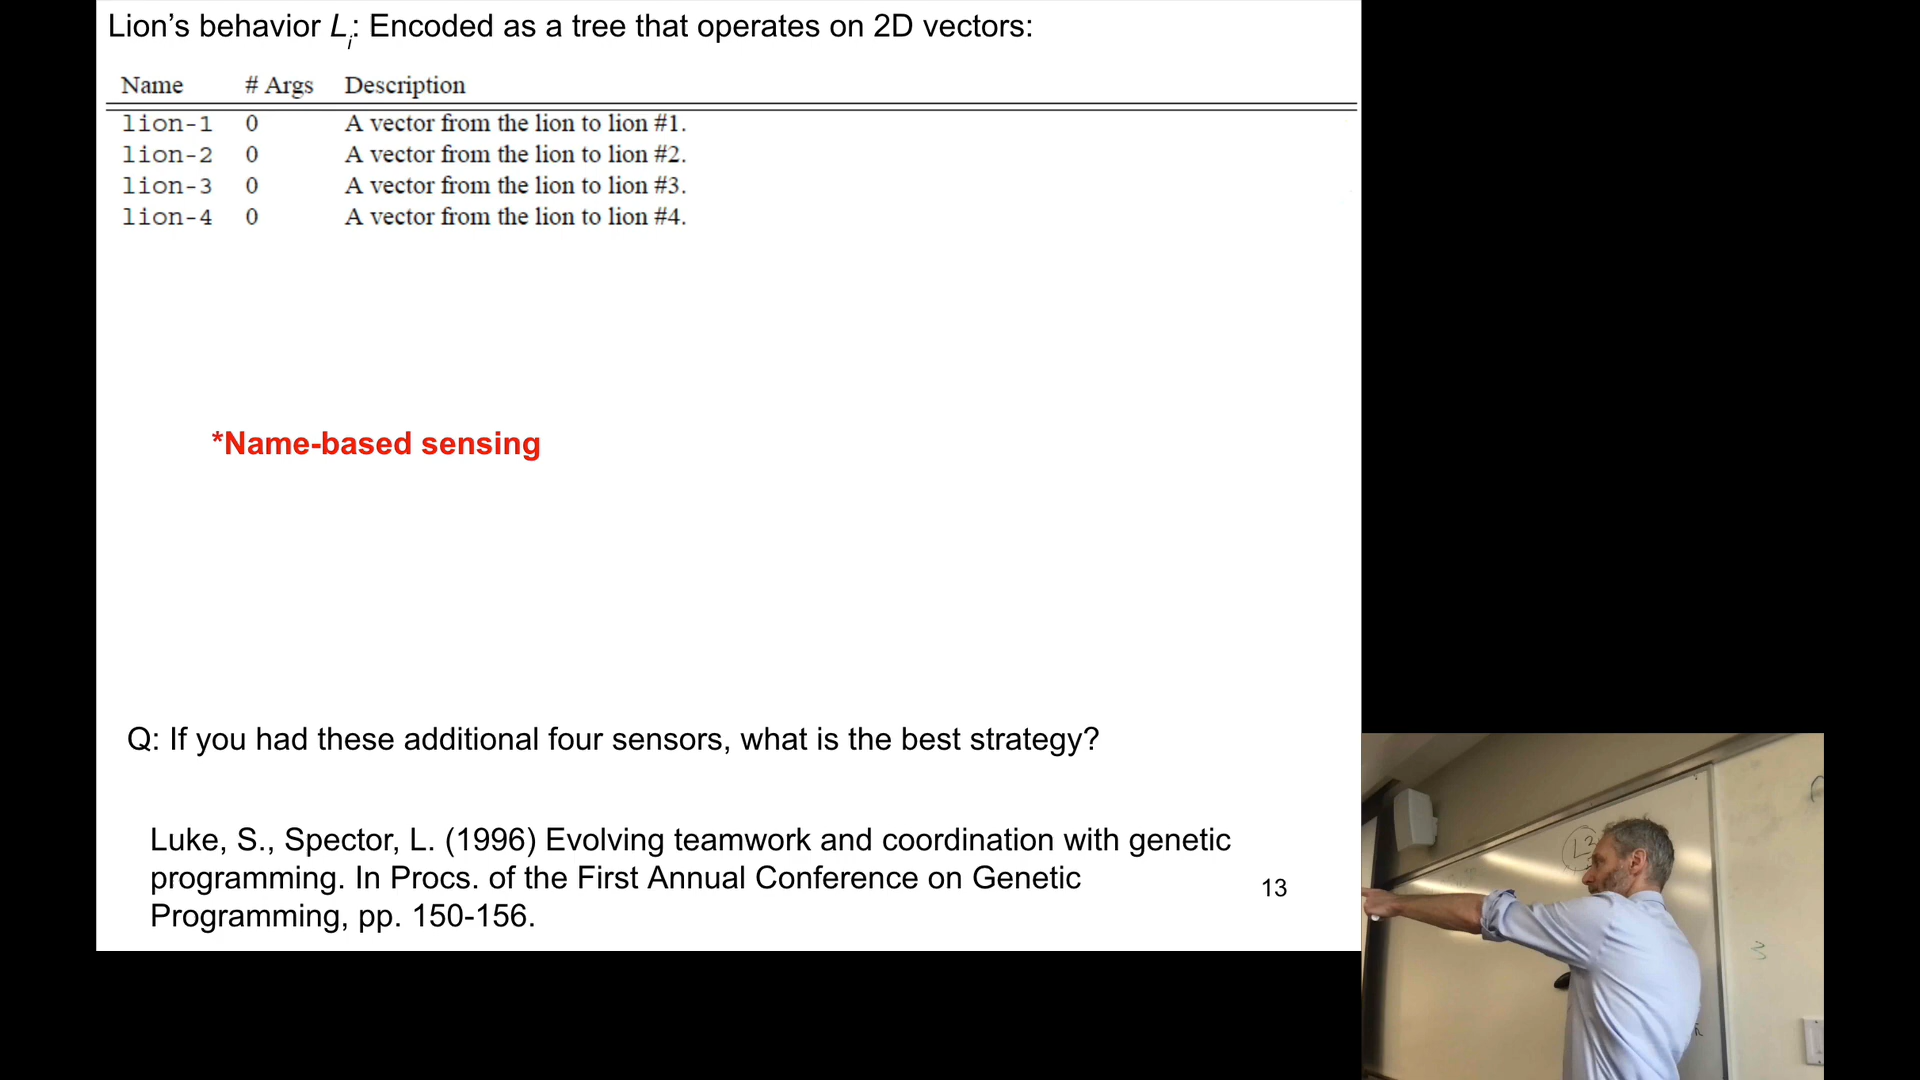 Lion’s behavior Li: Encoded as a tree that operates on 2D vectors:
Name # Args Description
lion-1 0 A vector from the lion to lion #1.
lion-2 0 A vector from the lion to lion #2.
lion-3 0 A vector from the lion to lion #3.
lion-4 0 A vector from the lion to lion #4.
*Name-based sensing
Q: If you had these additional four sensors, what is the best strategy?
Luke, S., Spector, L. (1996) Evolving teamwork and coordination with genetic
programming. In Procs. of the First Annual Conference on Genetic
Programming, pp. 150-156.
13